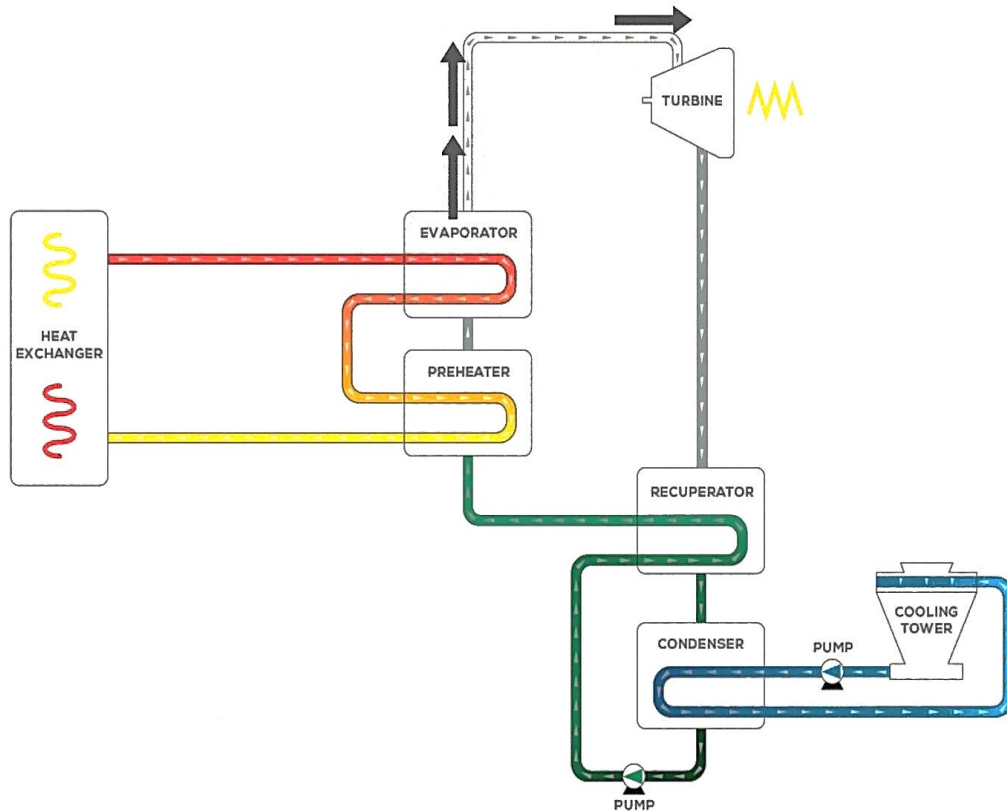 TURBINE
EVAPORATOR
HEAT
EXCHANGER
PREHEATER
RECUPERATOR
COOLING
TOWER
CONDENSER
PUMP
PUMP